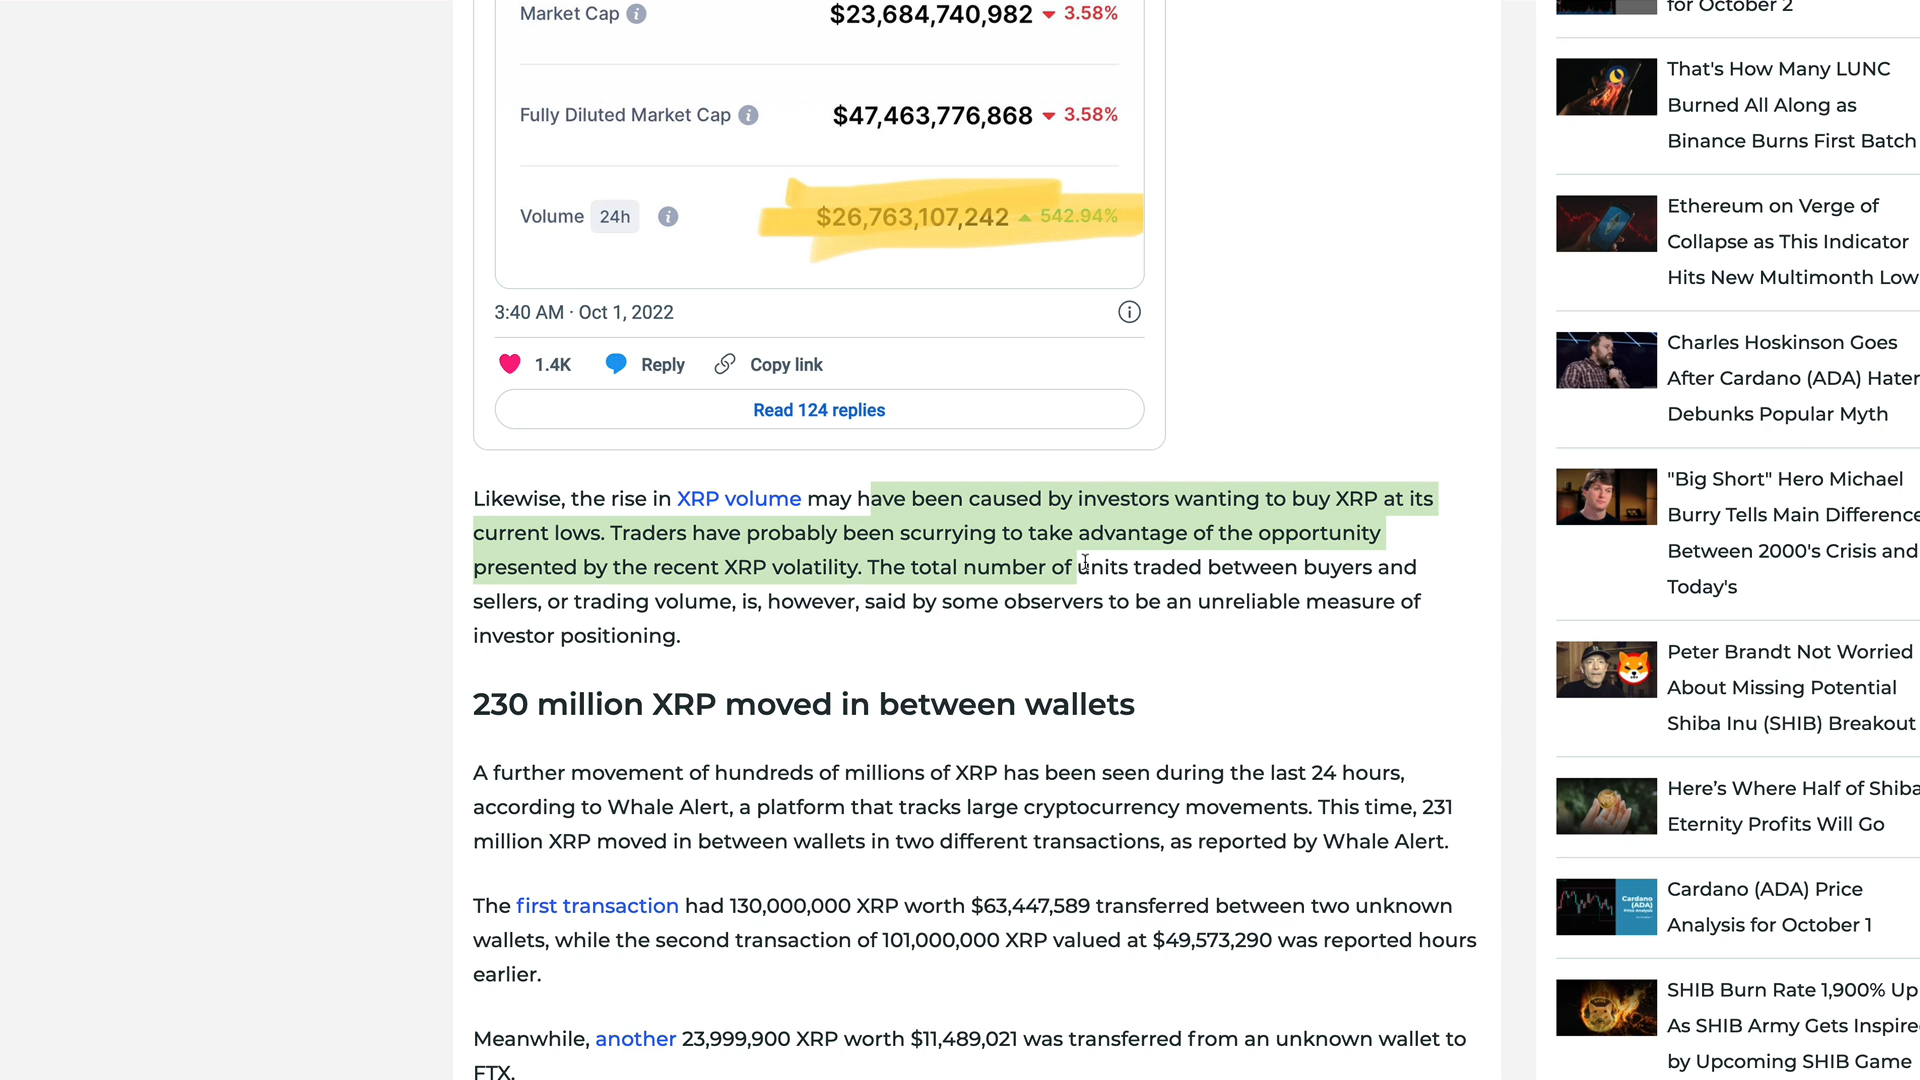 Market Cap
$23,684,740,982 3.58%
Fully Diluted Market Cap
$47,463,776,868 3.58%
Volume 24h
$26,763,107,242 542.94%
3:40 AM · Oct 1, 2022
1.4K Reply Copy link
Read 124 replies
Likewise, the rise in XRP volume may have been caused by investors wanting to buy XRP at its
current lows. Traders have probably been scurrying to take advantage of the opportunity
presented by the recent XRP volatility. The total number of units traded between buyers and
sellers, or trading volume, is, however, said by some observers to be an unreliable measure of
investor positioning.
230 million XRP moved in between wallets
A further movement of hundreds of millions of XRP has been seen during the last 24 hours,
according to Whale Alert, a platform that tracks large cryptocurrency movements. This time, 231
million XRP moved in between wallets in two different transactions, as reported by Whale Alert.
The first transaction had 130,000,000 XRP worth $63,447,589 transferred between two unknown
wallets, while the second transaction of 101,000,000 XRP valued at $49,573,290 was reported hours
earlier.
Meanwhile, another 23,999,900 XRP worth $11,489,021 was transferred from an unknown wallet to
FTX.
for October 2
That's How Many LUNC
Burned All Along as
Binance Burns First Batch
Ethereum on Verge of
Collapse as This Indicator
Hits New Multimonth Low
Charles Hoskinson Goes
After Cardano (ADA) Hater
Debunks Popular Myth
"Big Short" Hero Michael
Burry Tells Main Difference
Between 2000's Crisis and
Today's
Peter Brandt Not Worried
About Missing Potential
Shiba Inu (SHIB) Breakout
Here's Where Half of Shiba
Eternity Profits Will Go
Cardano
(ADA)
Cardano (ADA) Price
Analysis for October 1
SHIB Burn Rate 1,900% Up
As SHIB Army Gets Inspire
by Upcoming SHIB Game